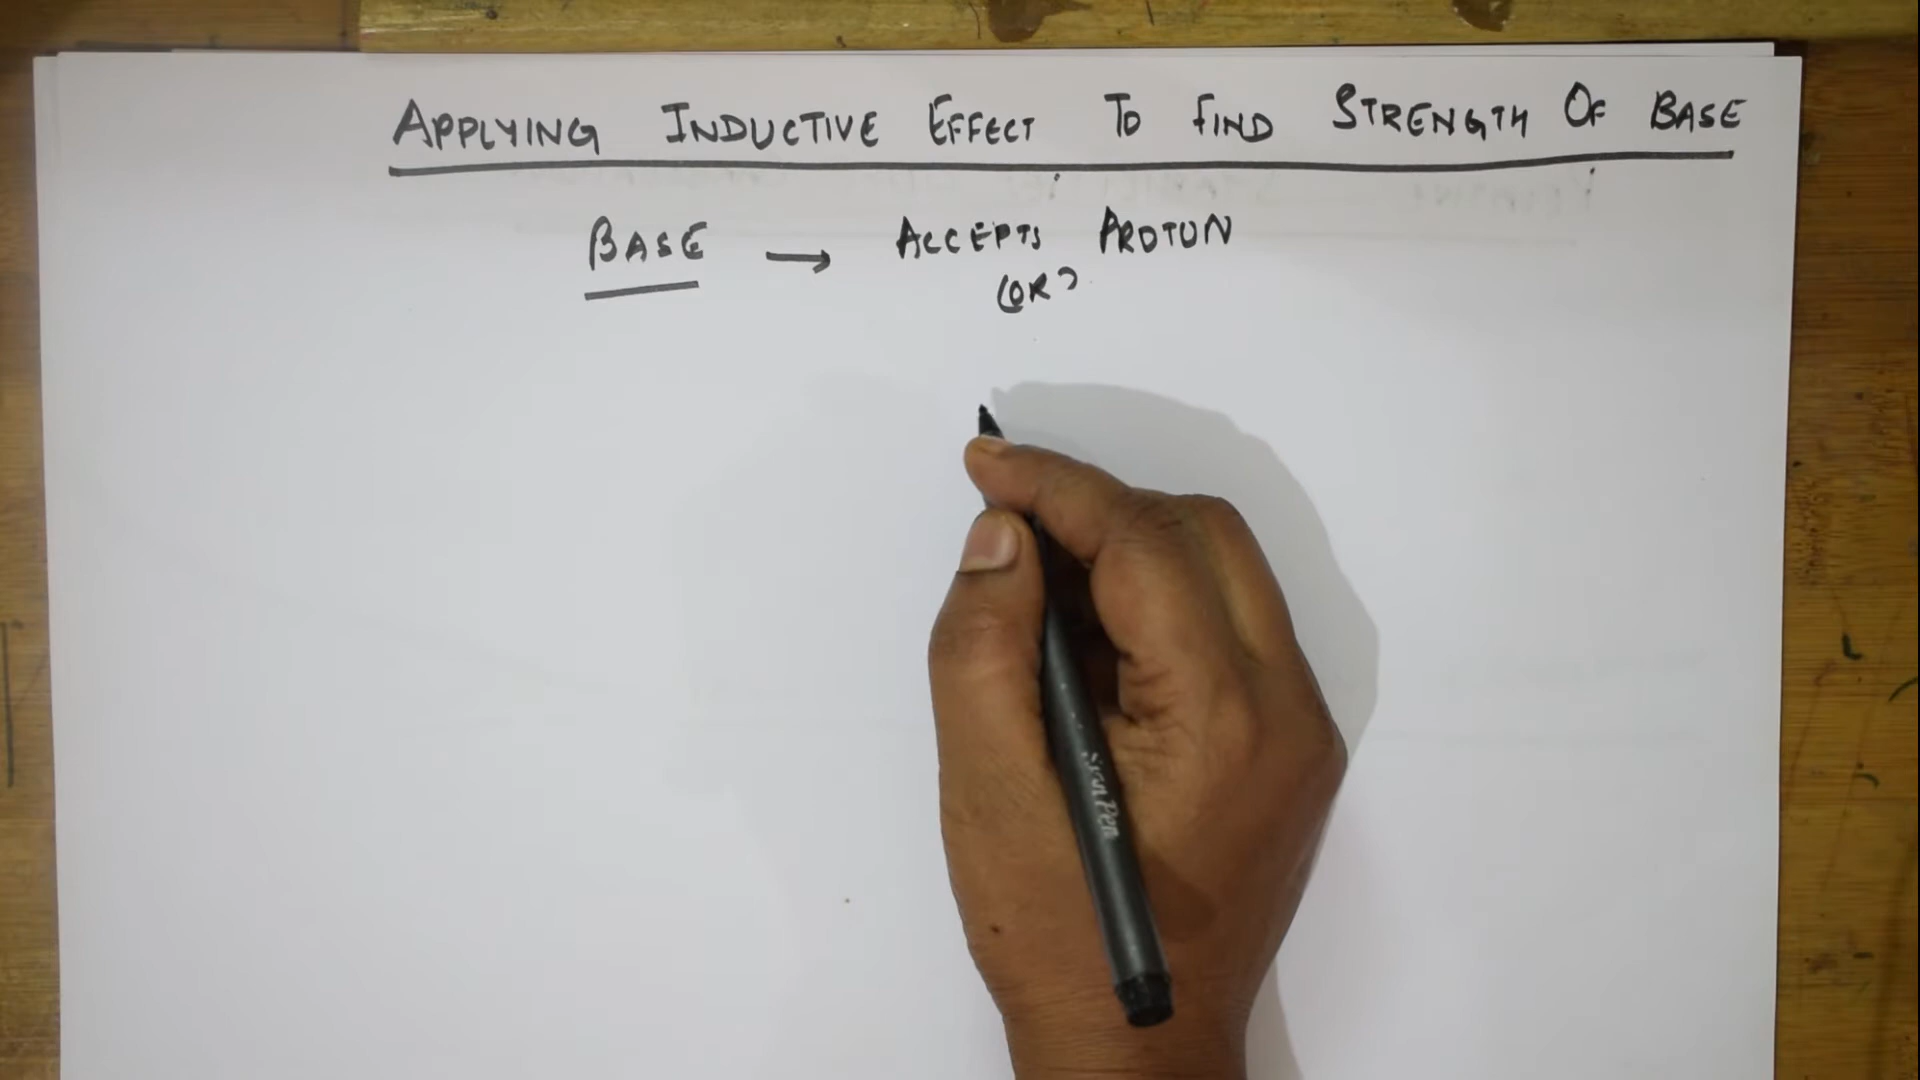 APPLYING INDUCTIVE EFFECT TO FIND STRENGTH OF BASE
BASE → ACCEPTS PROTON
(OR)